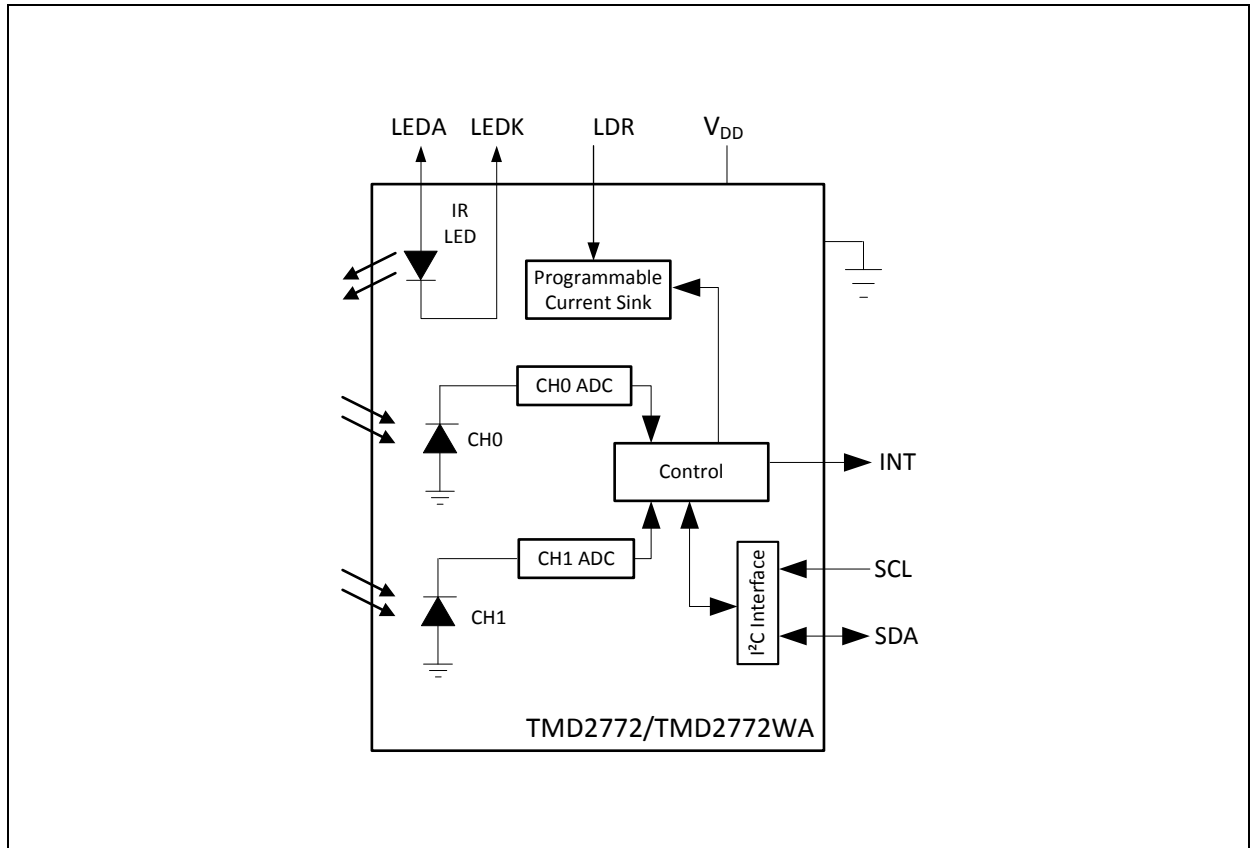 LEDA
LEDK
LDR
V_DD
IR
LED
Programmable
Current Sink
CH0 ADC
CH0
Control
INT
CH1 ADC
CH1
I²C Interface
SCL
SDA
TMD2772/TMD2772WA